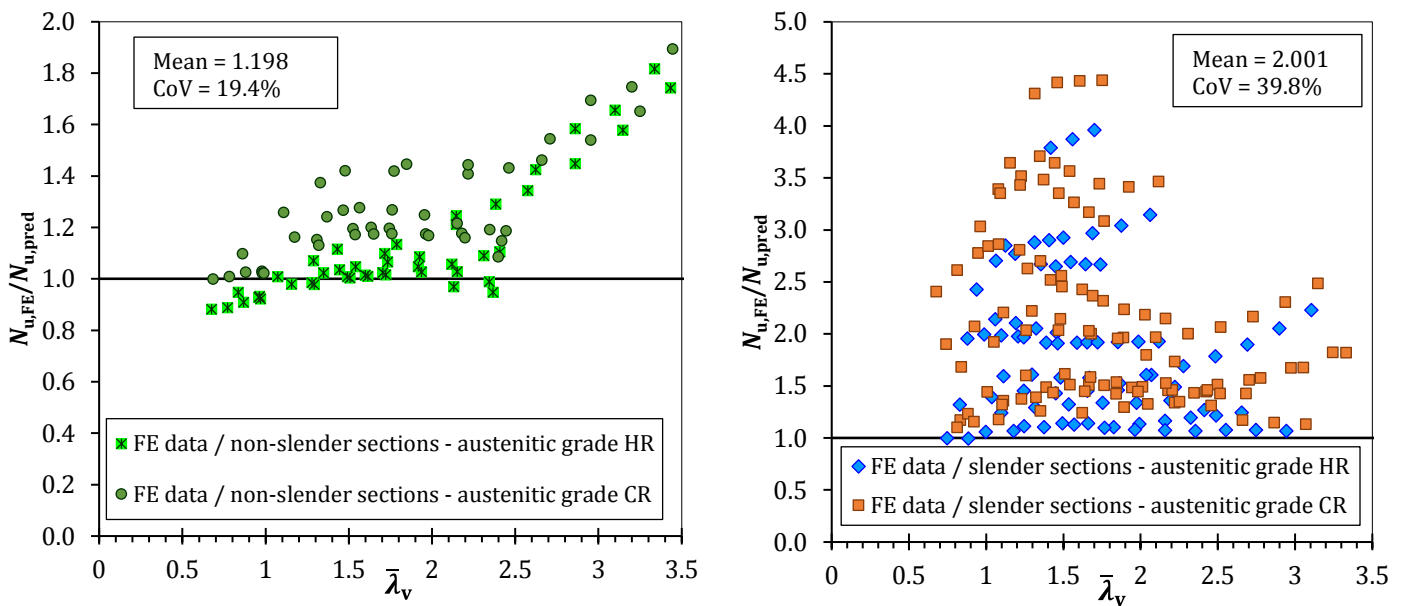 2.0
1.8
1.6
1.4
1.2
1.0
0.8
0.6
0.4
0.2
0.0
N_u,FE/N_u,pred
Mean = 1.198
CoV = 19.4%
FE data / non-slender sections - austenitic grade HR
FE data / non-slender sections - austenitic grade CR
0 0.5 1 1.5 2 2.5 3 3.5
λ̄_v
5.0
4.5
4.0
3.5
3.0
2.5
2.0
1.5
1.0
0.5
0.0
N_u,FE/N_u,pred
Mean = 2.001
CoV = 39.8%
FE data / slender sections - austenitic grade HR
FE data / slender sections - austenitic grade CR
0 0.5 1 1.5 2 2.5 3 3.5
λ̄_v